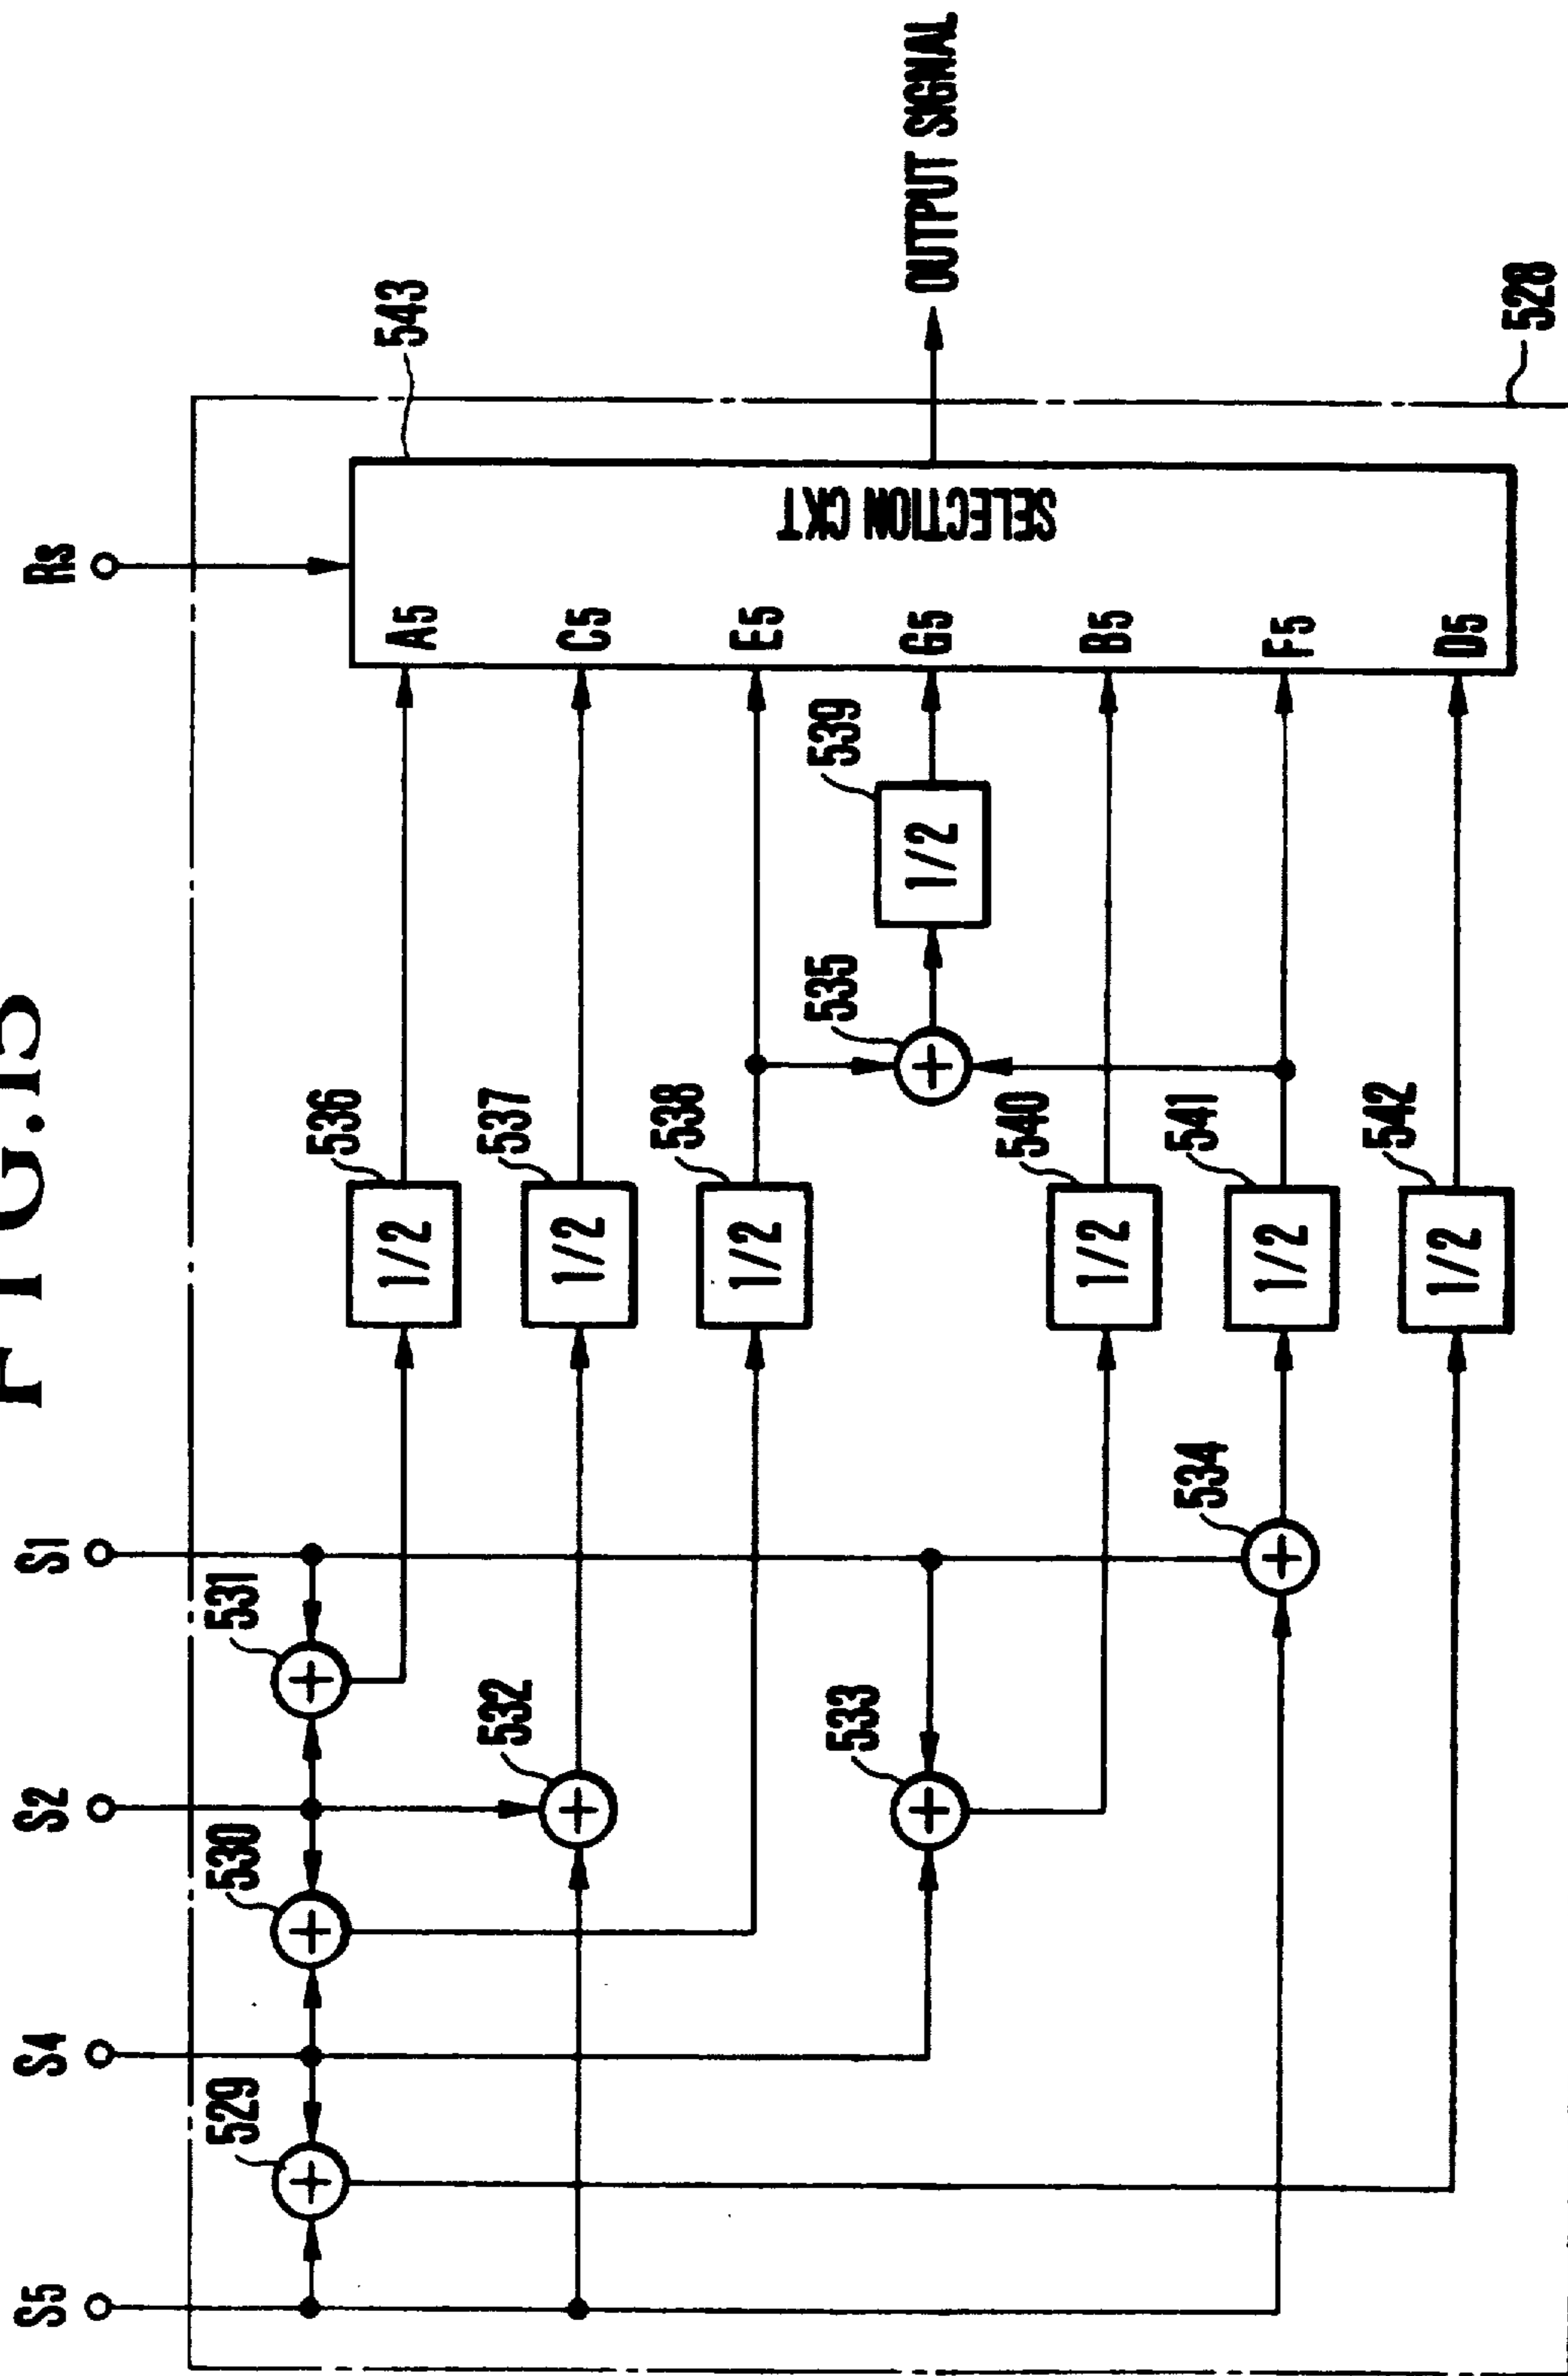 FIG.15
S5
S4
S2
S1
Rs
529
530
531
532
533
534
536
1/2
537
1/2
538
1/2
535
539
1/2
540
1/2
541
1/2
542
1/2
A5
C5
E5
G5
B5
F5
D5
SELECTION CKT
543
OUTPUT SIGNAL
528